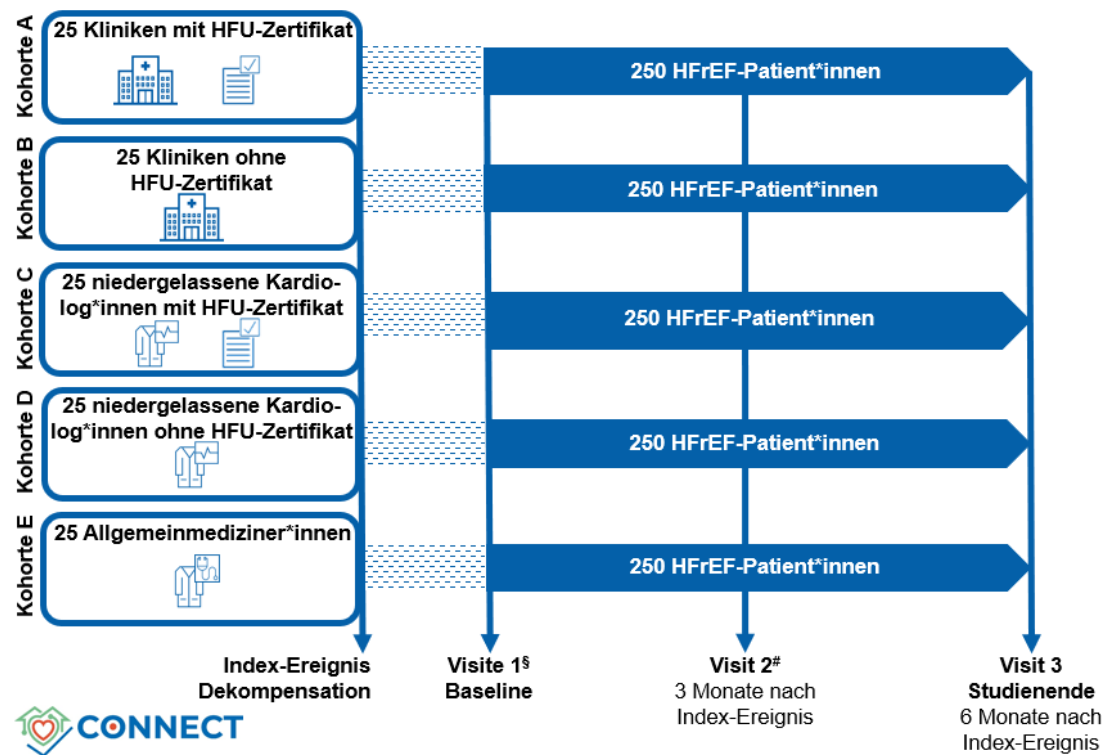 Kohorte A
25 Kliniken mit HFU-Zertifikat
250 HFrEF-Patient*innen
Kohorte B
25 Kliniken ohne
HFU-Zertifikat
250 HFrEF-Patient*innen
Kohorte C
25 niedergelassene Kardio-
log*innen mit HFU-Zertifikat
250 HFrEF-Patient*innen
Kohorte D
25 niedergelassene Kardio-
log*innen ohne HFU-Zertifikat
250 HFrEF-Patient*innen
Kohorte E
25 Allgemeinmediziner*innen
250 HFrEF-Patient*innen
Index-Ereignis
Dekompensation
Visite 1§
Baseline
Visit 2#
3 Monate nach
Index-Ereignis
Visit 3
Studienende
6 Monate nach
Index-Ereignis
CONNECT